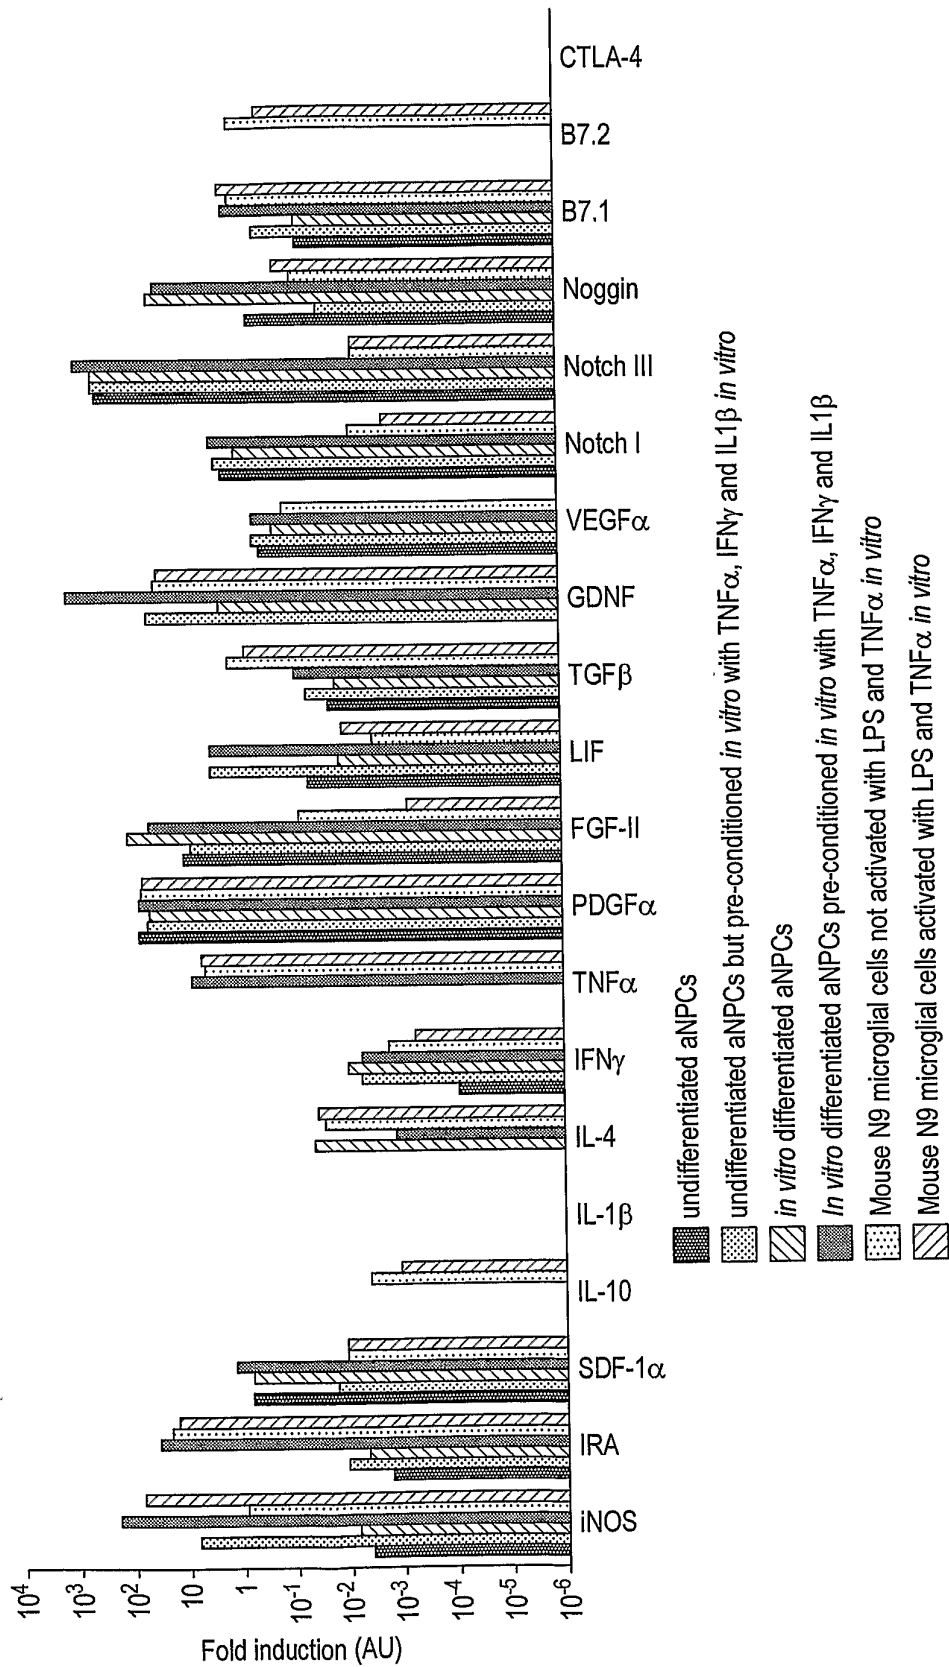 Fold induction (AU)
10⁴
10³
10²
10
1
10⁻¹
10⁻²
10⁻³
10⁻⁴
10⁻⁵
10⁻⁶
iNOS
IRA
SDF-1α
IL-10
IL-1β
IL-4
IFNγ
TNFα
PDGFα
FGF-II
LIF
TGFβ
GDNF
VEGFα
Notch I
Notch III
Noggin
B7.1
B7.2
CTLA-4
undifferentiated aNPCs
undifferentiated aNPCs but pre-conditioned in vitro with TNFα, IFNγ and IL1β in vitro
in vitro differentiated aNPCs
In vitro differentiated aNPCs pre-conditioned in vitro with TNFα, IFNγ and IL1β
Mouse N9 microglial cells not activated with LPS and TNFα in vitro
Mouse N9 microglial cells activated with LPS and TNFα in vitro